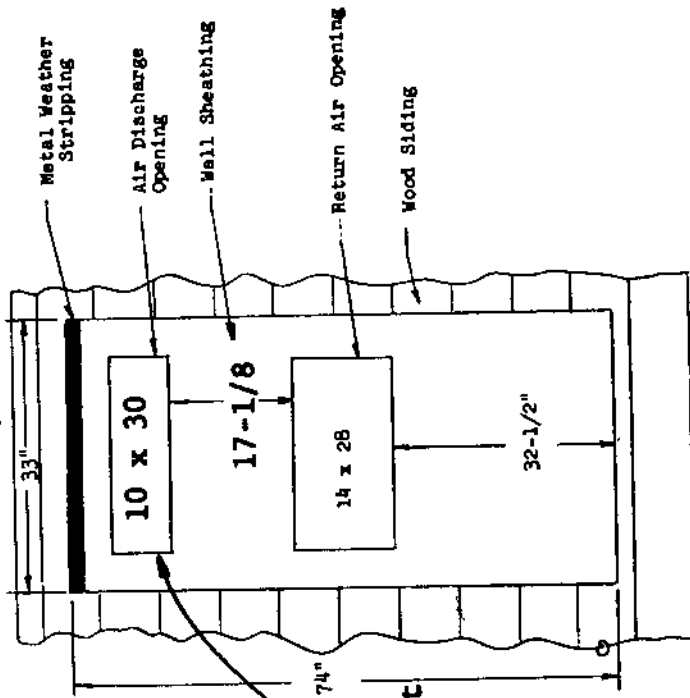 33"
Metal Weather
Stripping
Air Discharge
Opening
10 x 30
Wall Sheathing
17-1/8
Return Air Opening
14 x 28
Wood Siding
32-1/2"
74"
t